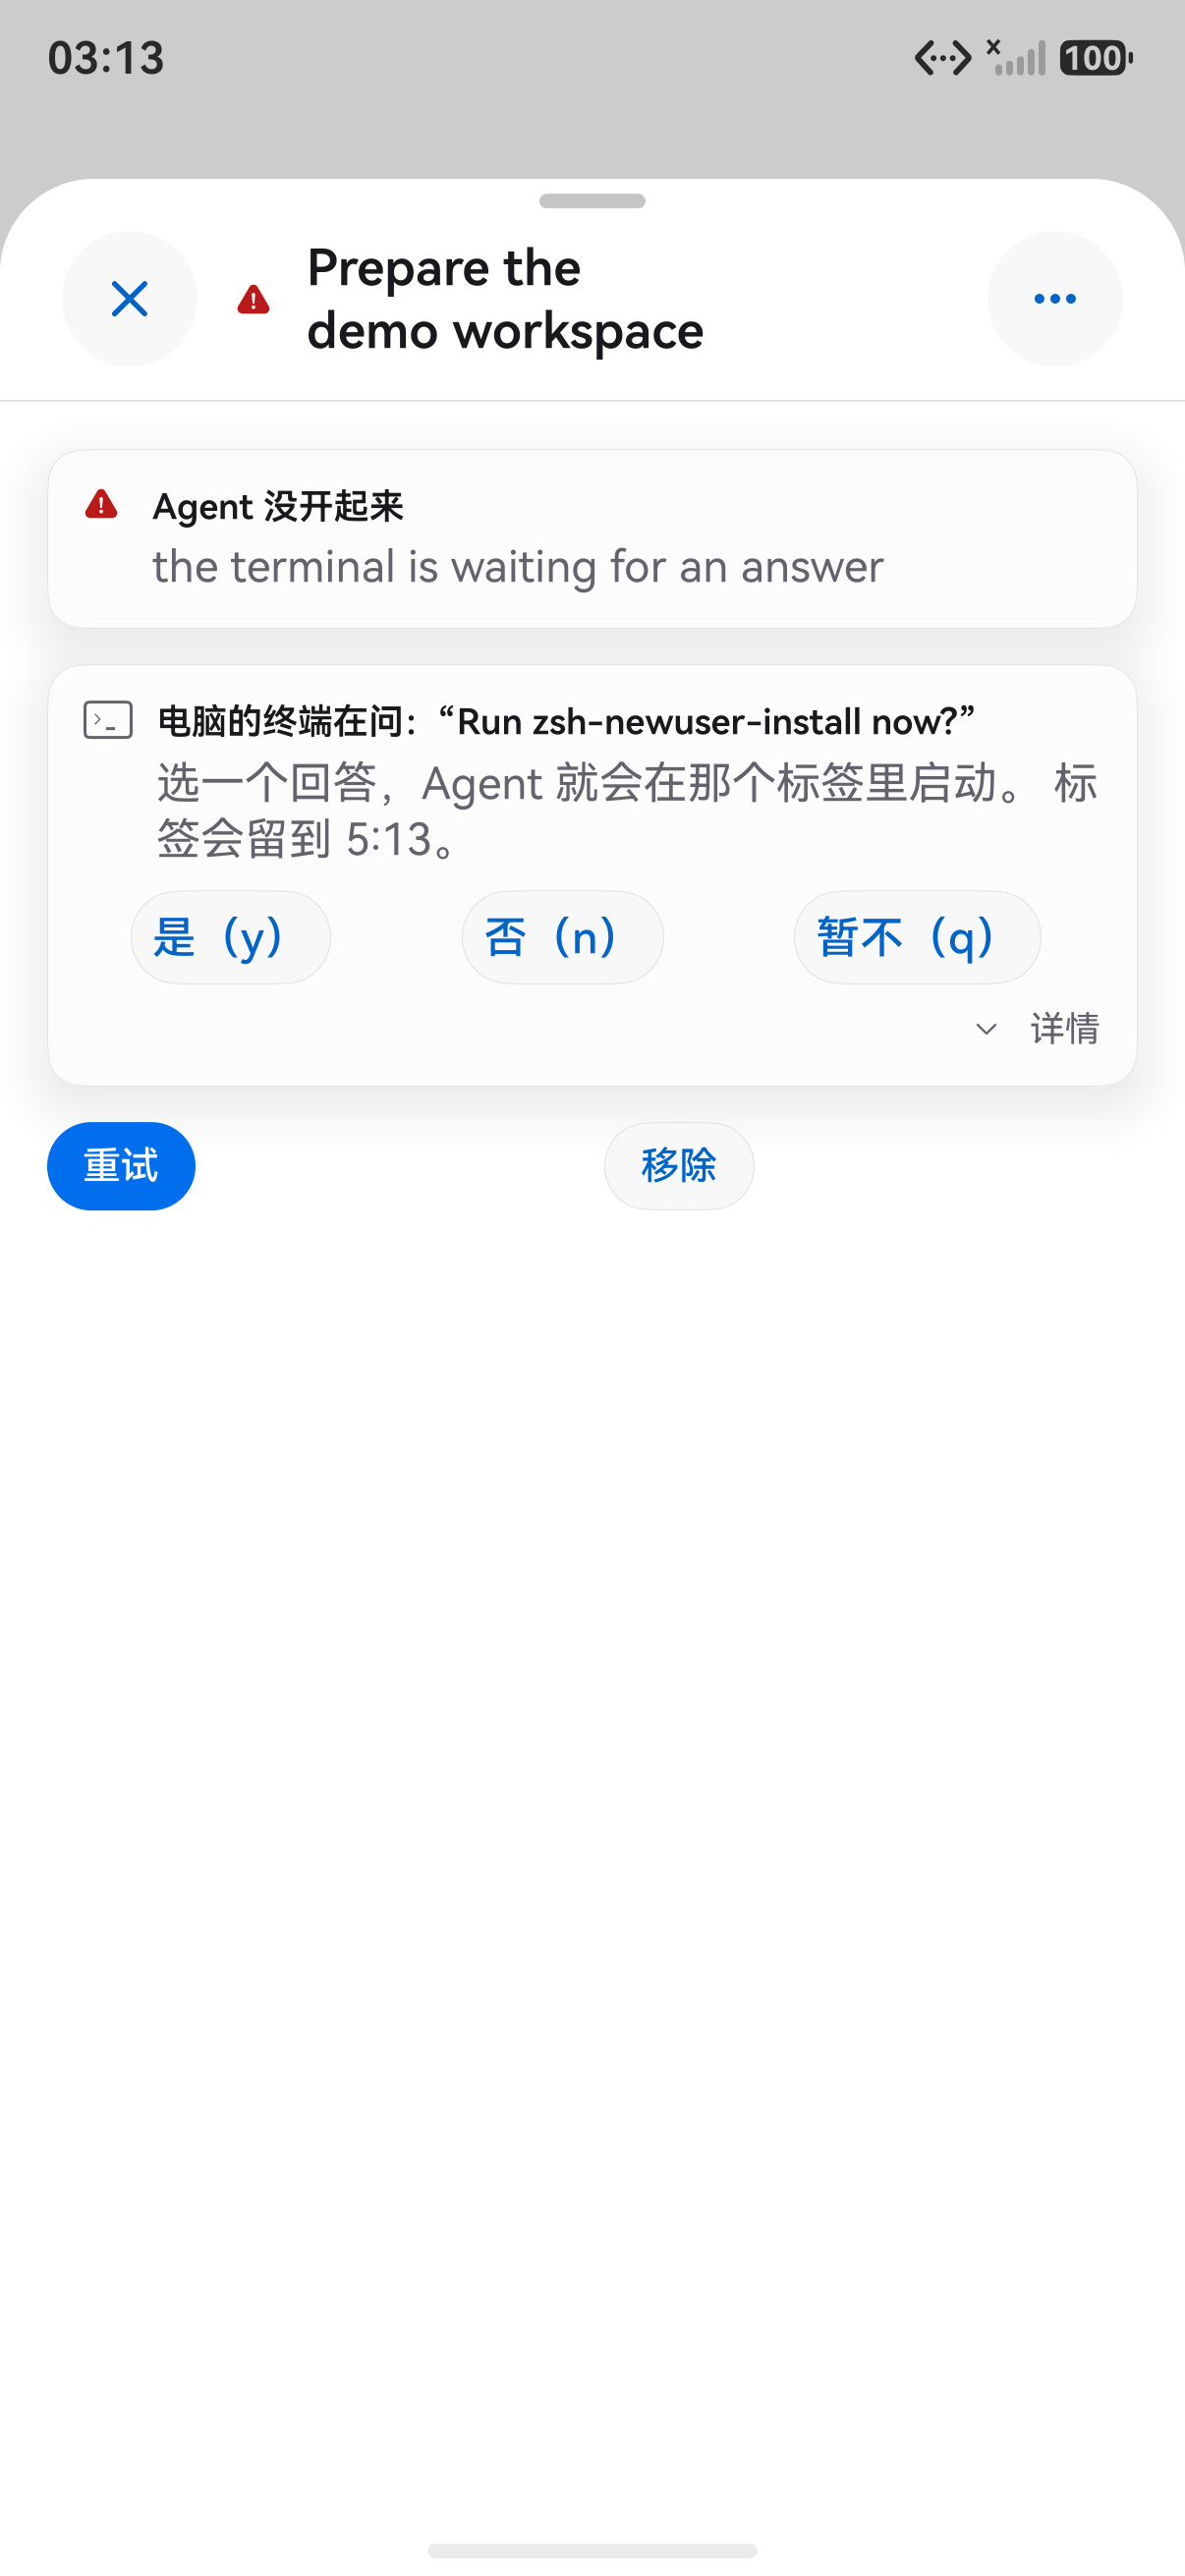 03:13
100
Prepare the
demo workspace
Agent 没开起来
the terminal is waiting for an answer
电脑的终端在问：“Run zsh-newuser-install now?”
选一个回答，Agent 就会在那个标签里启动。 标
签会留到 5:13。
是（y）
否（n）
暂不（q）
详情
重试
移除